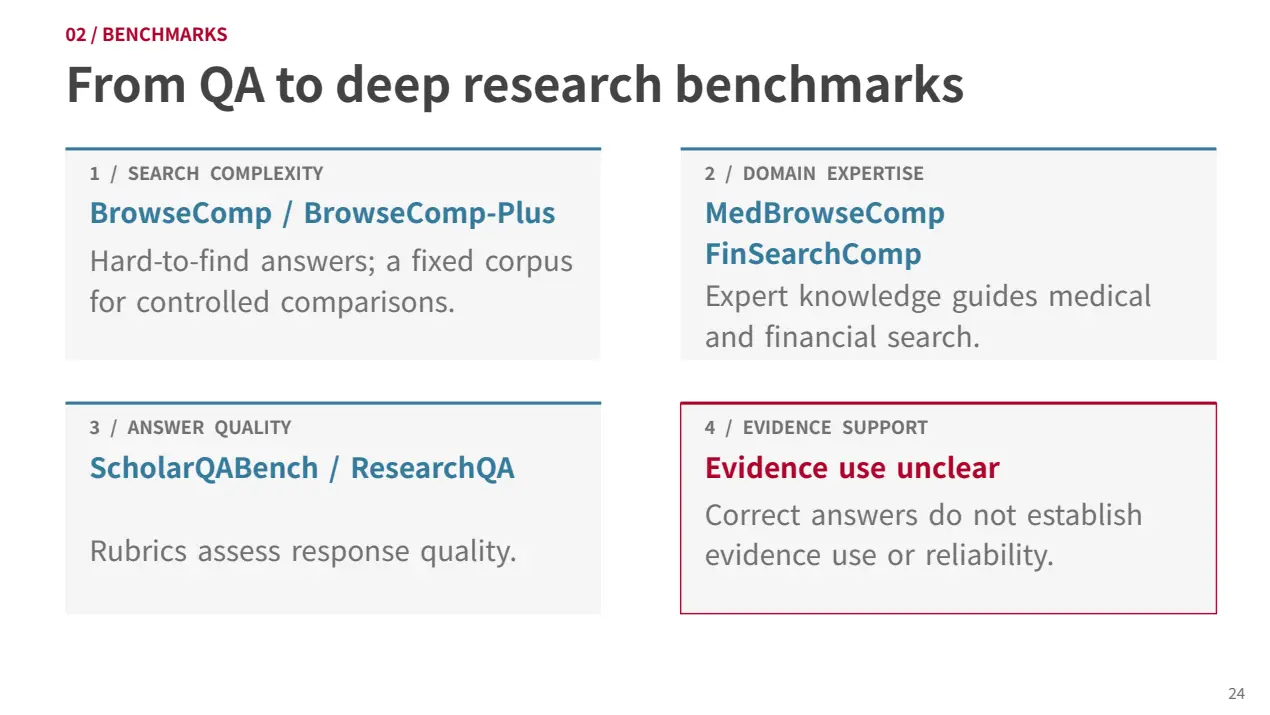 02 / BENCHMARKS
From QA to deep research benchmarks
1 / SEARCH COMPLEXITY
BrowseComp / BrowseComp-Plus
Hard-to-find answers; a fixed corpus
for controlled comparisons.
2 / DOMAIN EXPERTISE
MedBrowseComp
FinSearchComp
Expert knowledge guides medical
and financial search.
3 / ANSWER QUALITY
ScholarQABench / ResearchQA
Rubrics assess response quality.
4 / EVIDENCE SUPPORT
Evidence use unclear
Correct answers do not establish
evidence use or reliability.
24